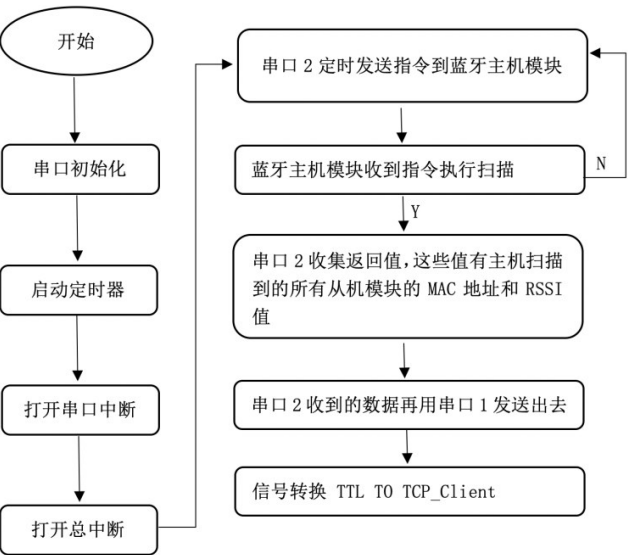 开始
串口初始化
启动定时器
打开串口中断
打开总中断
串口 2 定时发送指令到蓝牙主机模块
蓝牙主机模块收到指令执行扫描
N
Y
串口 2 收集返回值,这些值有主机扫描
到的所有从机模块的 MAC 地址和 RSSI
值
串口 2 收到的数据再用串口 1 发送出去
信号转换 TTL TO TCP_Client